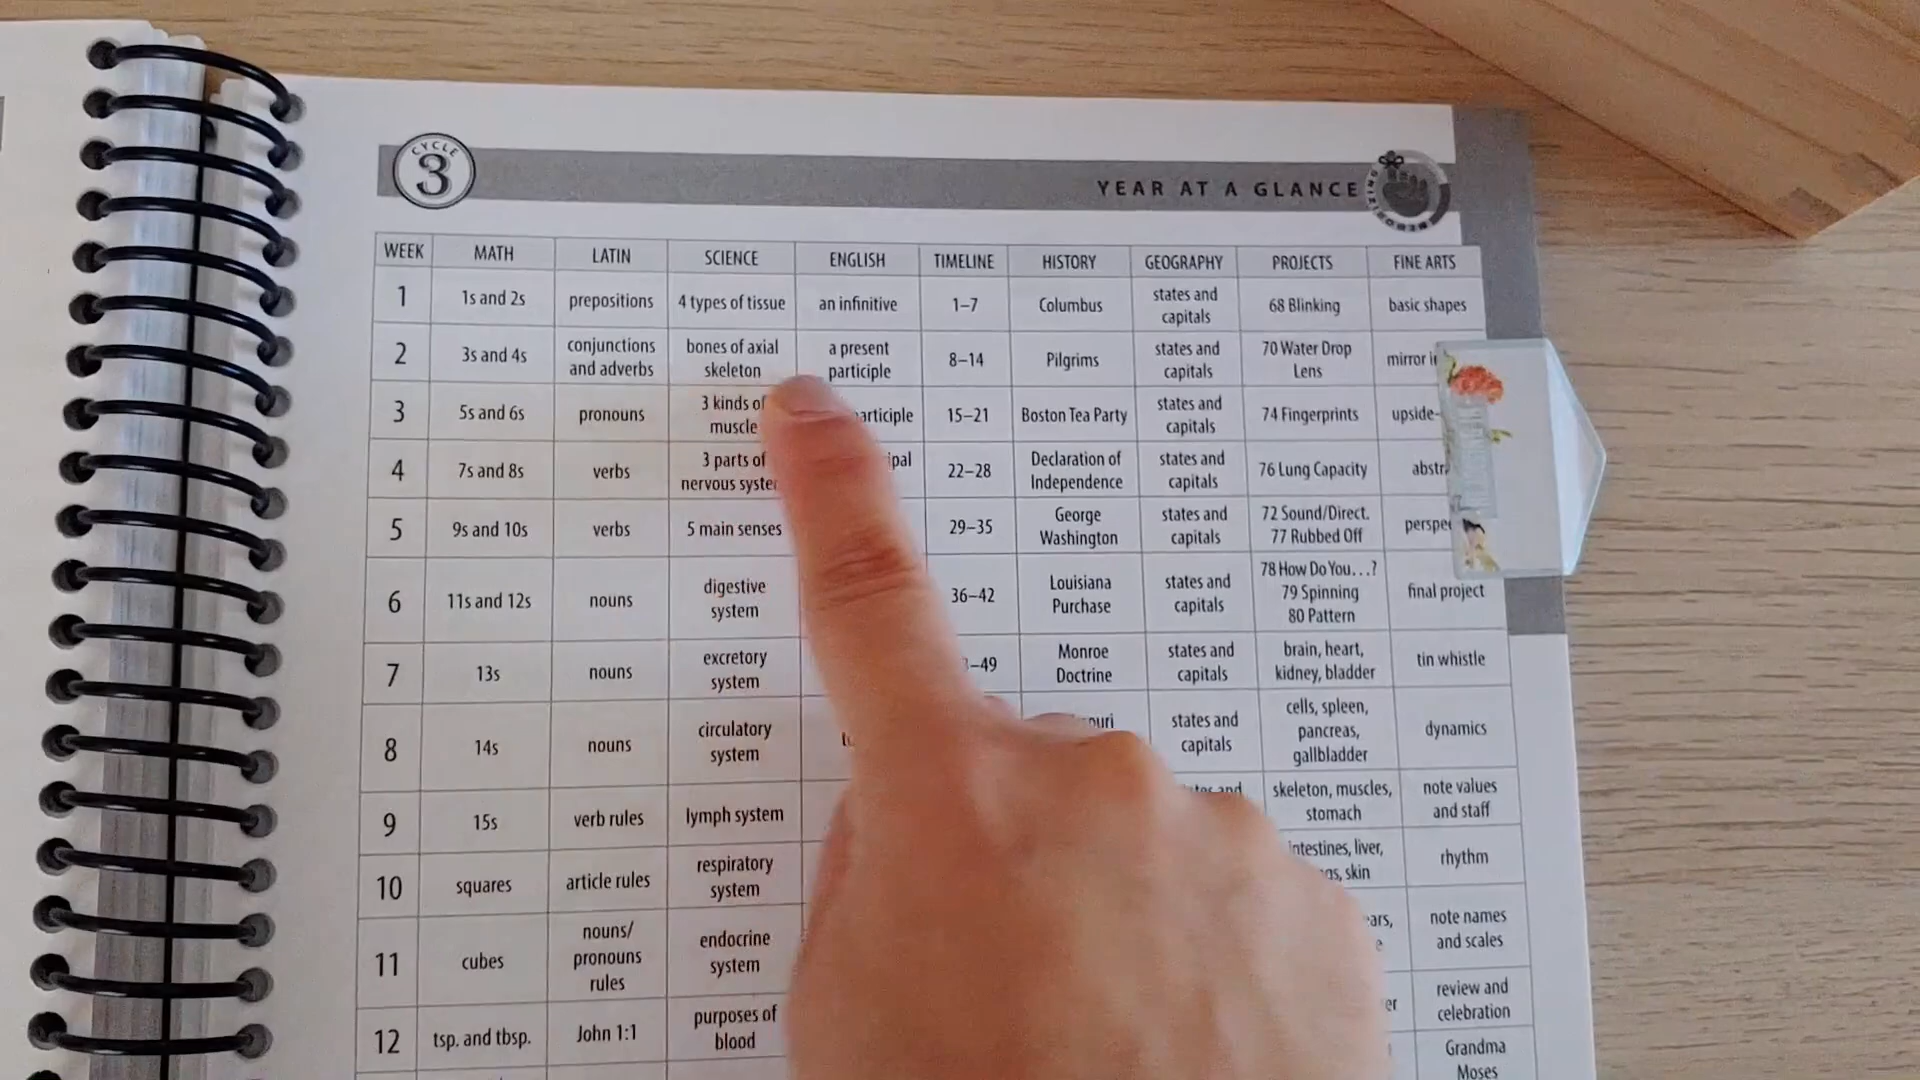 CYCLE
3
YEAR AT A GLANCE
WEEK MATH LATIN SCIENCE ENGLISH TIMELINE HISTORY GEOGRAPHY PROJECTS FINE ARTS
1 1s and 2s prepositions 4 types of tissue an infinitive 1–7 Columbus states and capitals 68 Blinking basic shapes
2 3s and 4s conjunctions and adverbs bones of axial skeleton a present participle 8–14 Pilgrims states and capitals 70 Water Drop Lens mirror
3 5s and 6s pronouns 3 kinds of muscle participle 15–21 Boston Tea Party states and capitals 74 Fingerprints upside-
4 7s and 8s verbs 3 parts of nervous 22–28 Declaration of Independence states and capitals 76 Lung Capacity
5 9s and 10s verbs 5 main senses 29–35 George Washington states and capitals 72 Sound/Direct. 77 Rubbed Off
6 11s and 12s nouns digestive system 36–42 Louisiana Purchase states and capitals 78 How Do You...? 79 Spinning 80 Pattern final project
7 13s nouns excretory system –49 Monroe Doctrine states and capitals brain, heart, kidney, bladder tin whistle
8 14s nouns circulatory system states and capitals cells, spleen, pancreas, gallbladder dynamics
9 15s verb rules lymph system and skeleton, muscles, stomach note values and staff
10 squares article rules respiratory system intestines, liver, skin rhythm
11 cubes nouns/ pronouns rules endocrine system note names and scales
12 tsp. and tbsp. John 1:1 purposes of blood review and celebration
Grandma Moses